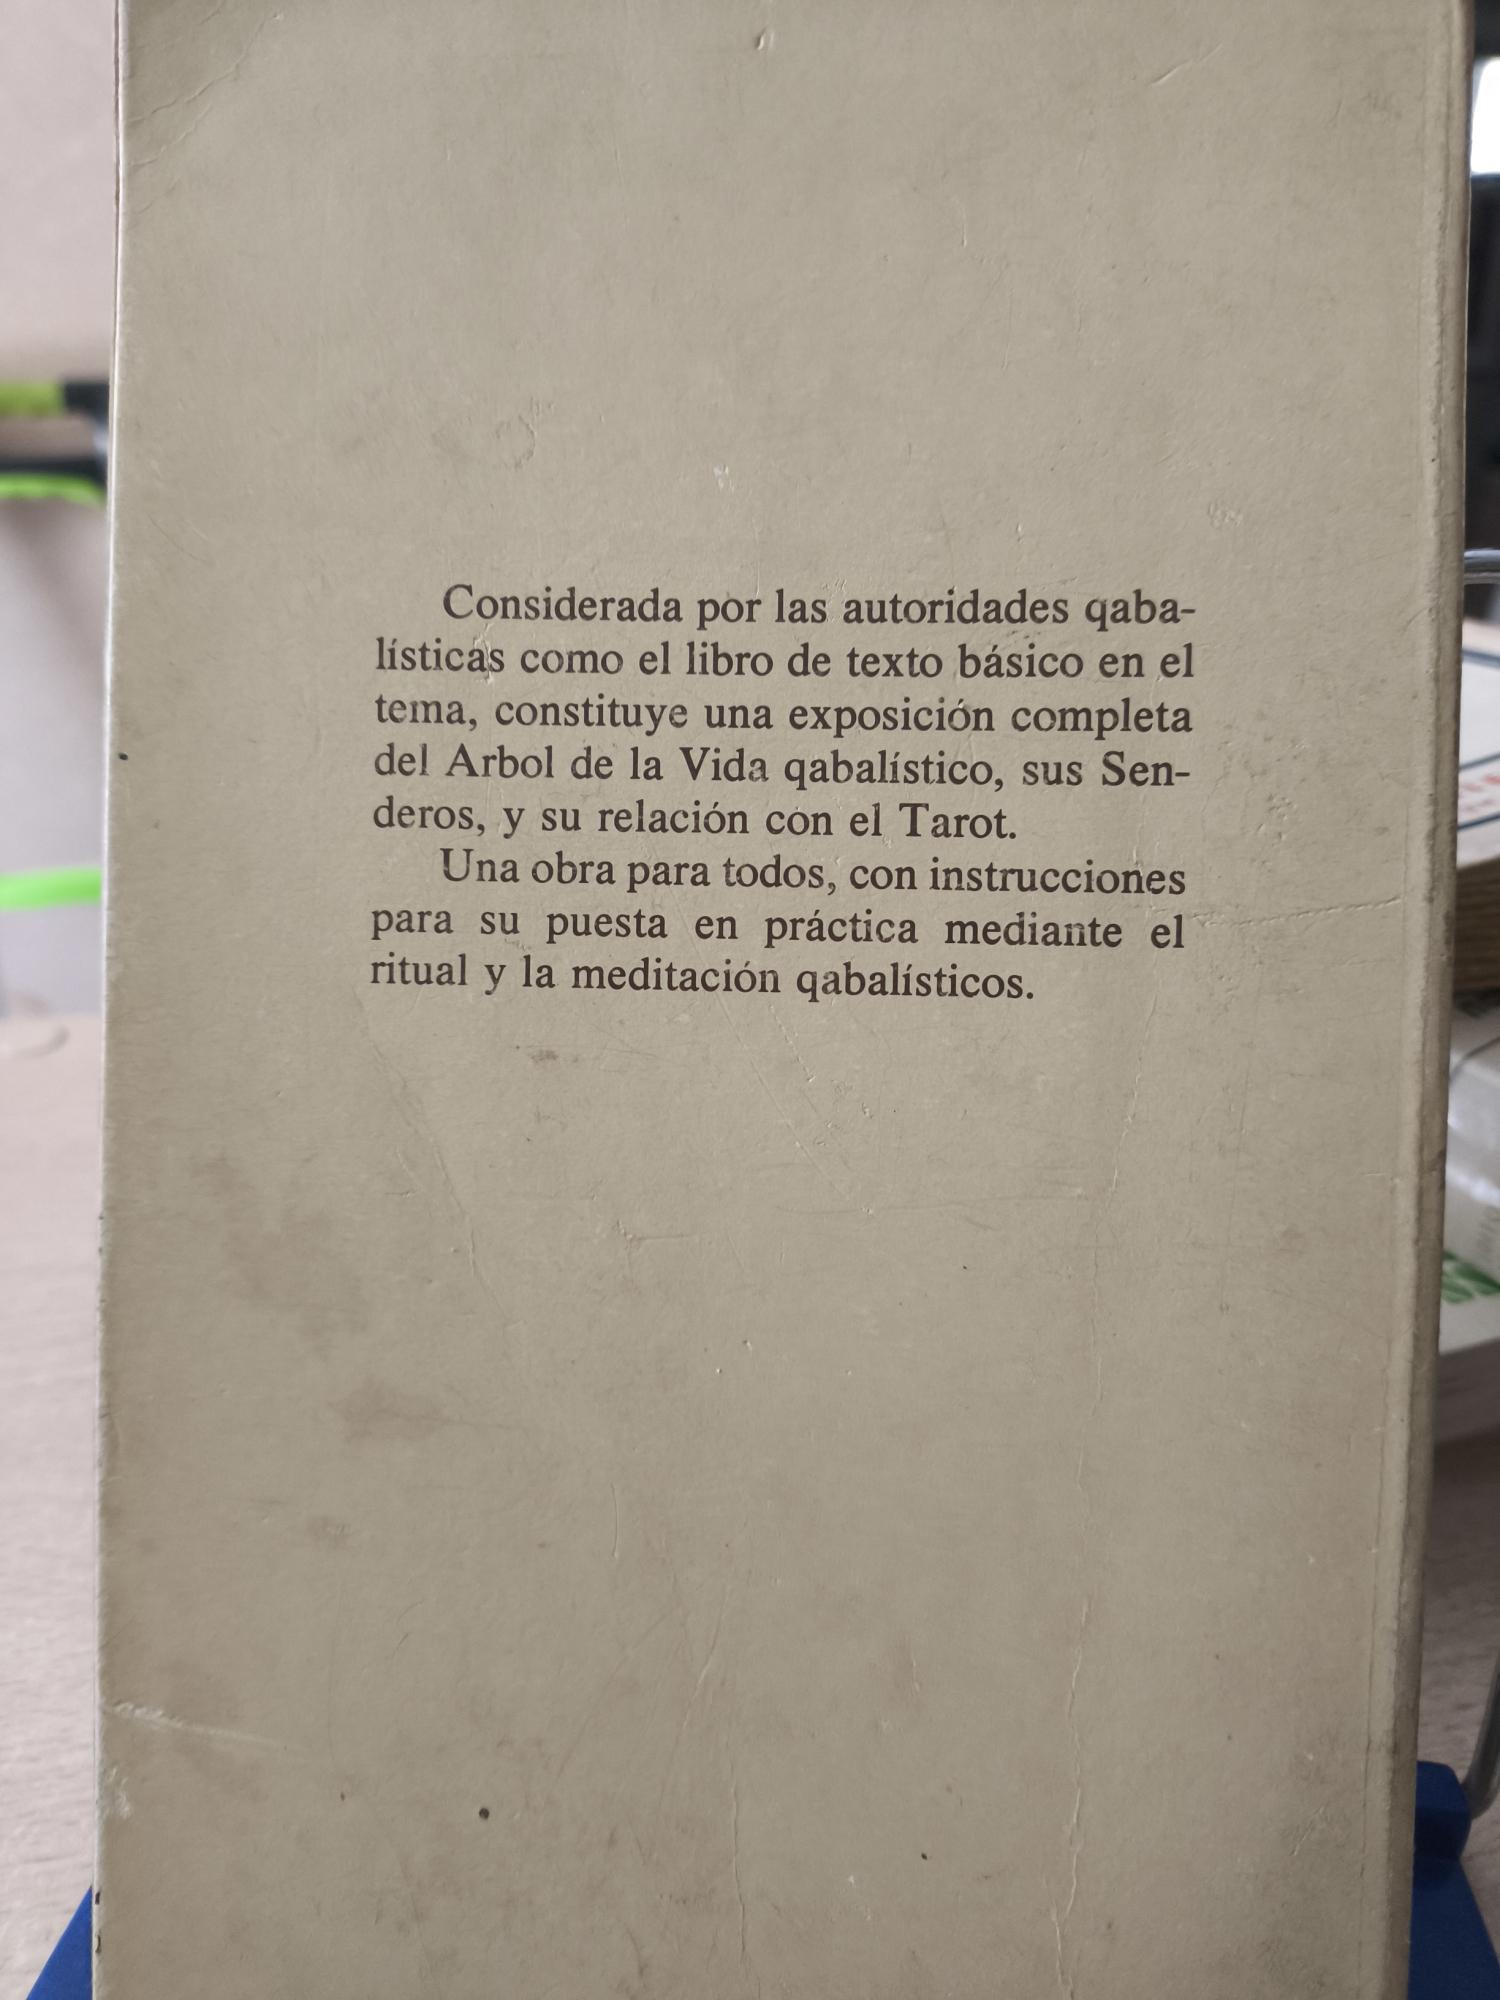 Considerada por las autoridades qaba-
lísticas como el libro de texto básico en el
tema, constituye una exposición completa
del Arbol de la Vida qabalístico, sus Sen-
deros, y su relación con el Tarot.
Una obra para todos, con instrucciones
para su puesta en práctica mediante el
ritual y la meditación qabalísticos.